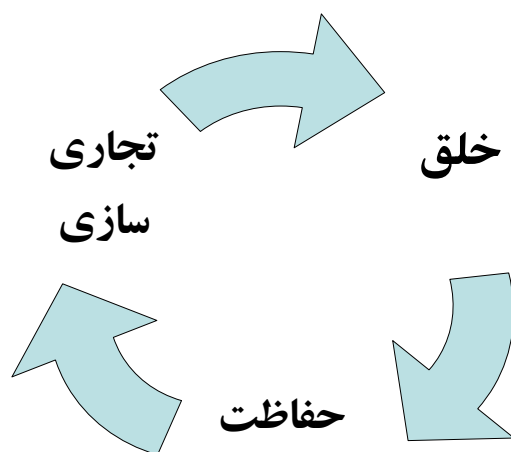 خلق
حفاظت
تجاری
سازی